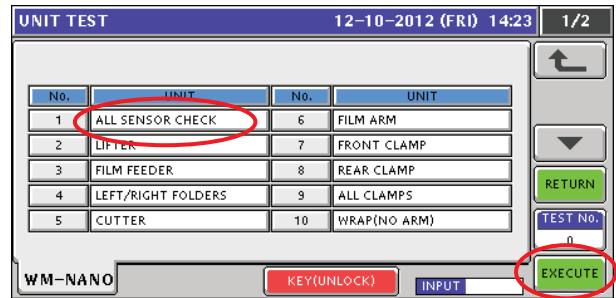 UNIT TEST 12-10-2012 (FRI) 14:23 1/2
No. UNIT No. UNIT
1 ALL SENSOR CHECK 6 FILM ARM
2 LIFTER 7 FRONT CLAMP
3 FILM FEEDER 8 REAR CLAMP
4 LEFT/RIGHT FOLDERS 9 ALL CLAMPS
5 CUTTER 10 WRAP(NO ARM)
RETURN
TEST No.
0
WM-NANO KEY(UNLOCK) INPUT EXECUTE